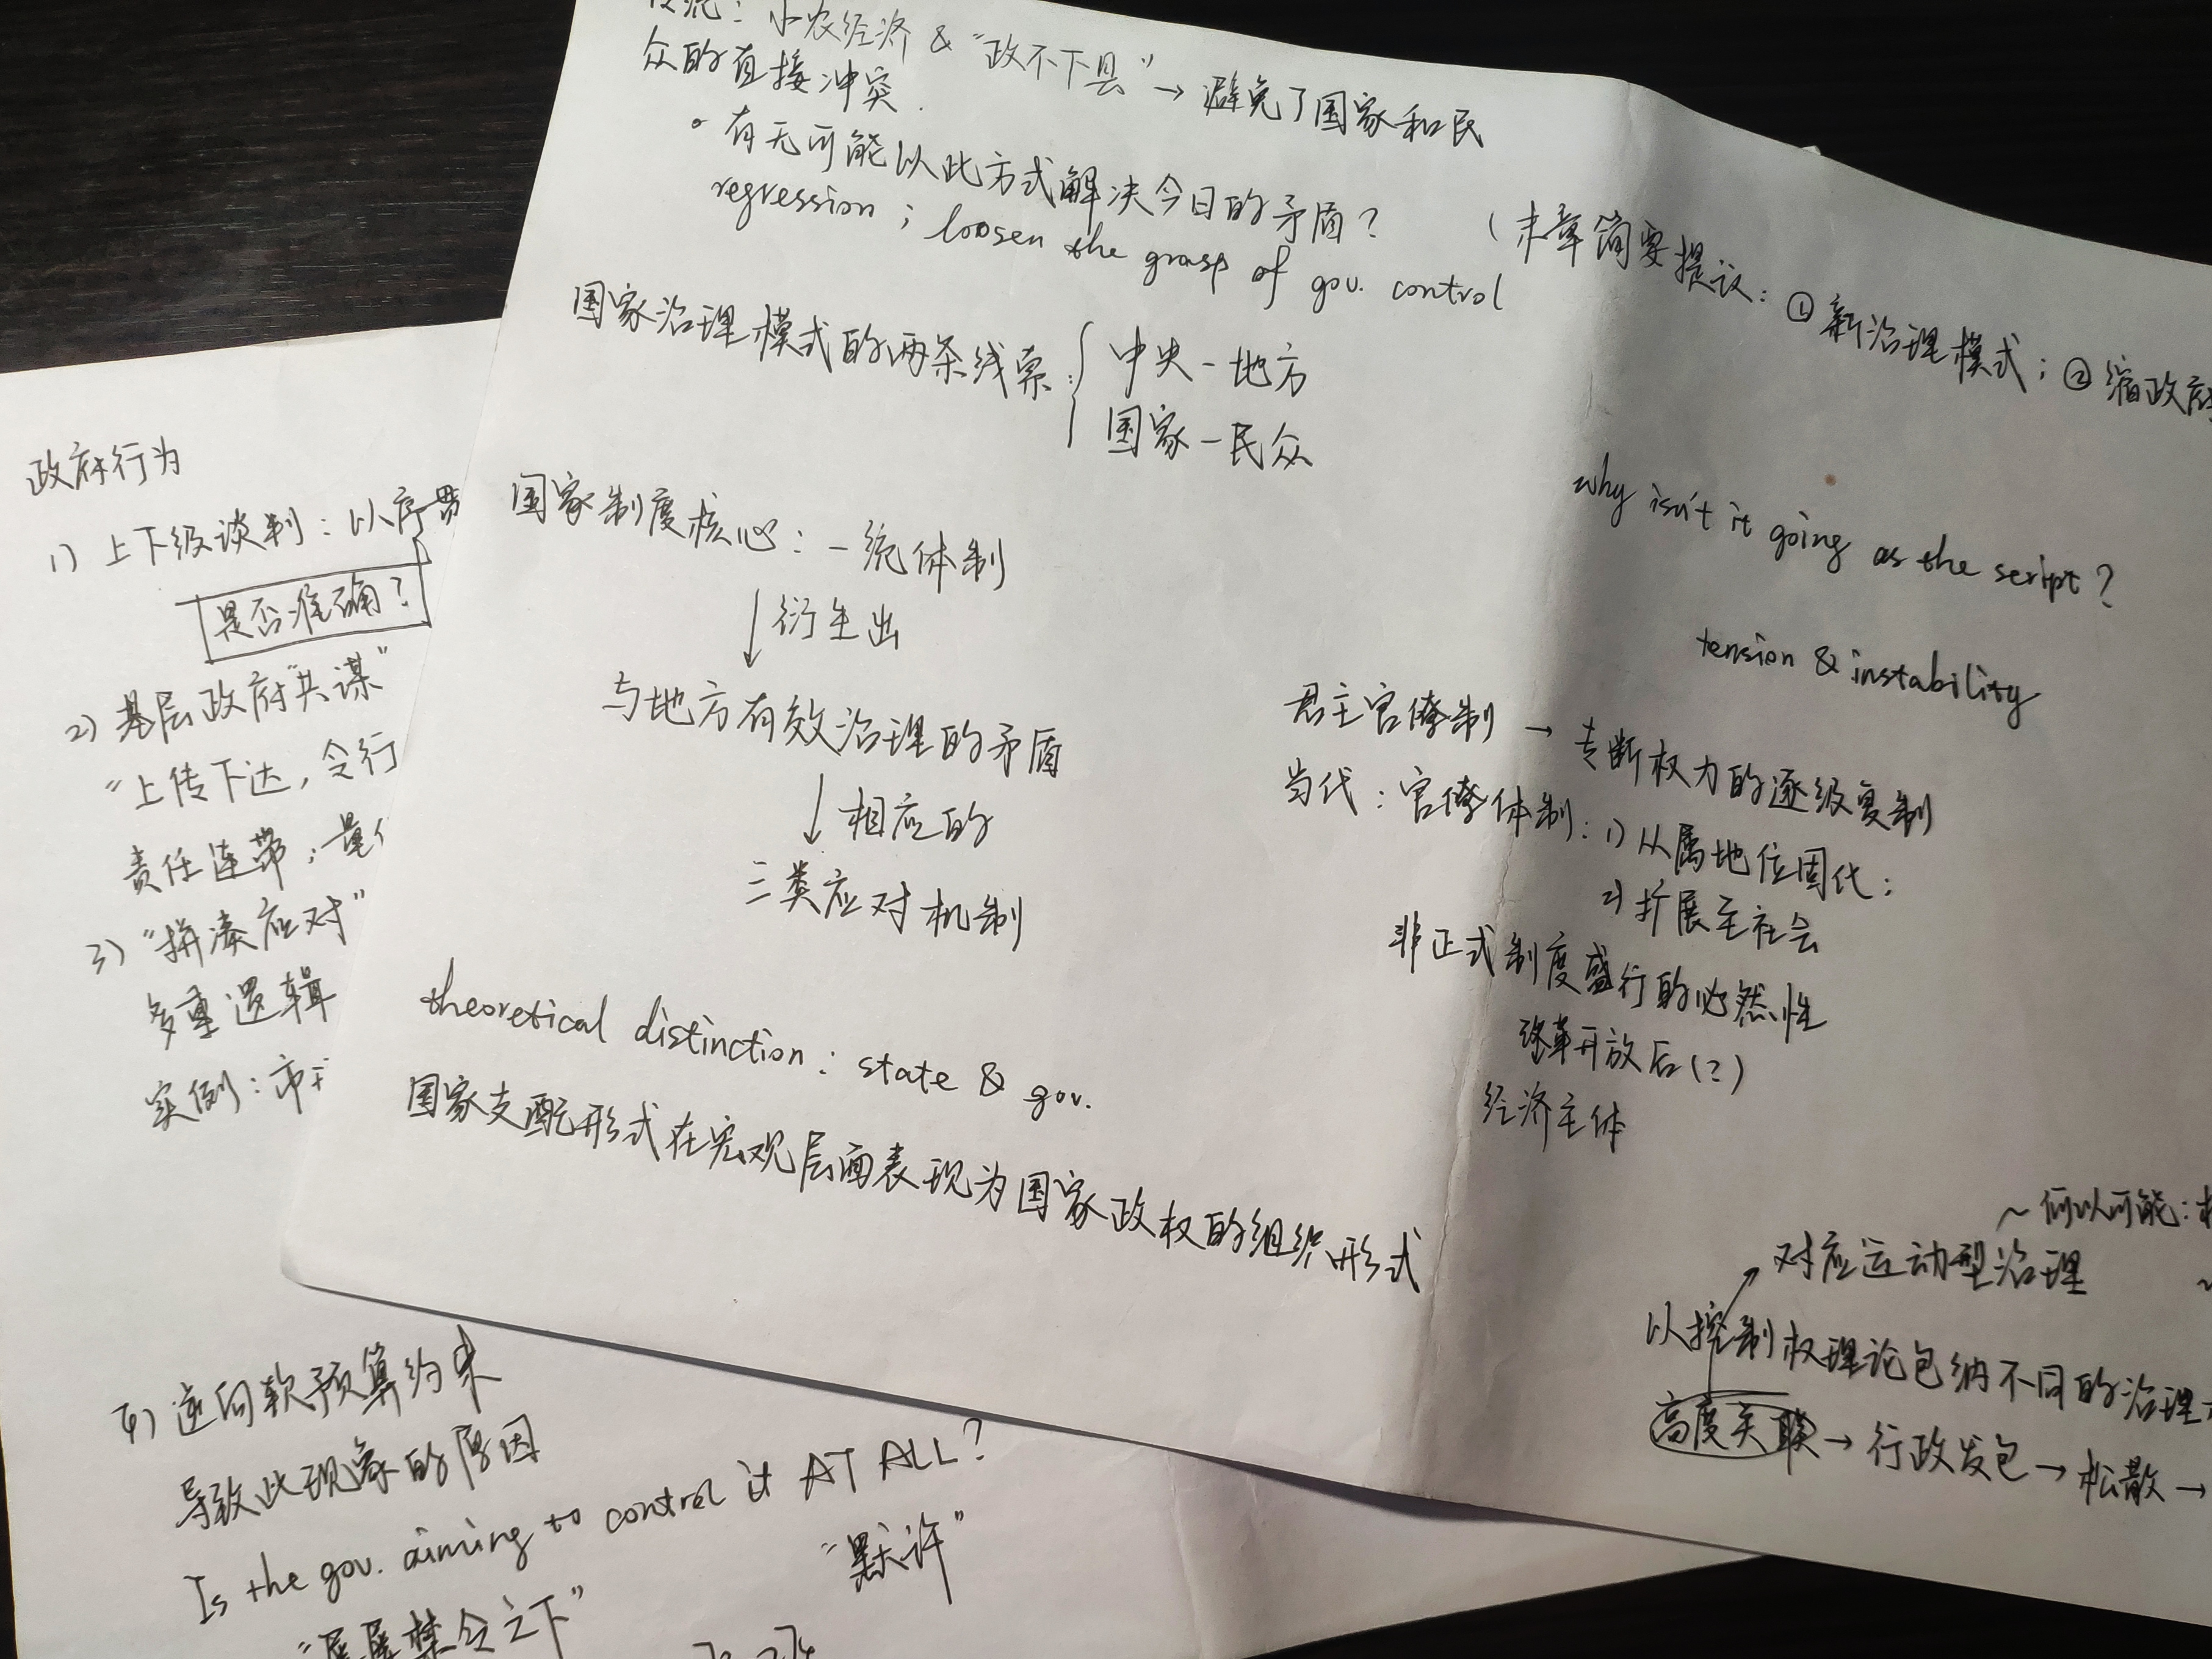 小农经济 & “政不下县” → 避免了国家和民
众的直接冲突.
有无可能以此方式解决今日的矛盾?
regression ; loosen the grasp of gov. control
(末章简要提议: ① 新治理模式; ② 缩政府
国家治理模式的两条线索: 中央-地方
国家-民众
国家制度核心: 一统体制
↓ 衍生出
与地方有效治理的矛盾
↓ 相应的
三类应对机制
theoretical distinction: state & gov.
国家支配形式在宏观层面表现为国家政权的组织形式
why isn't it going as the script?
tension & instability
君主官僚制 → 专断权力的逐级复制
当代: 官僚体制: 1) 从属地位固化;
2) 扩展至社会
非正式制度盛行的必然性
改革开放后(?)
经济主体
~ 何以可能:
对应运动型治理
以控制权理论包纳不同的治理
高度关联 → 行政发包 → 松散 →
政府行为
1) 上下级谈判: 以序贯
是否准确?
2) 基层政府“共谋”
“上传下达, 令行
责任连带;
3) “拼凑应对”
多重逻辑
实例: 市
5) 逆向软预算约束
导致此现象的原因
Is the gov. aiming to control it AT ALL?
“屡屡禁令之下”
“默许”